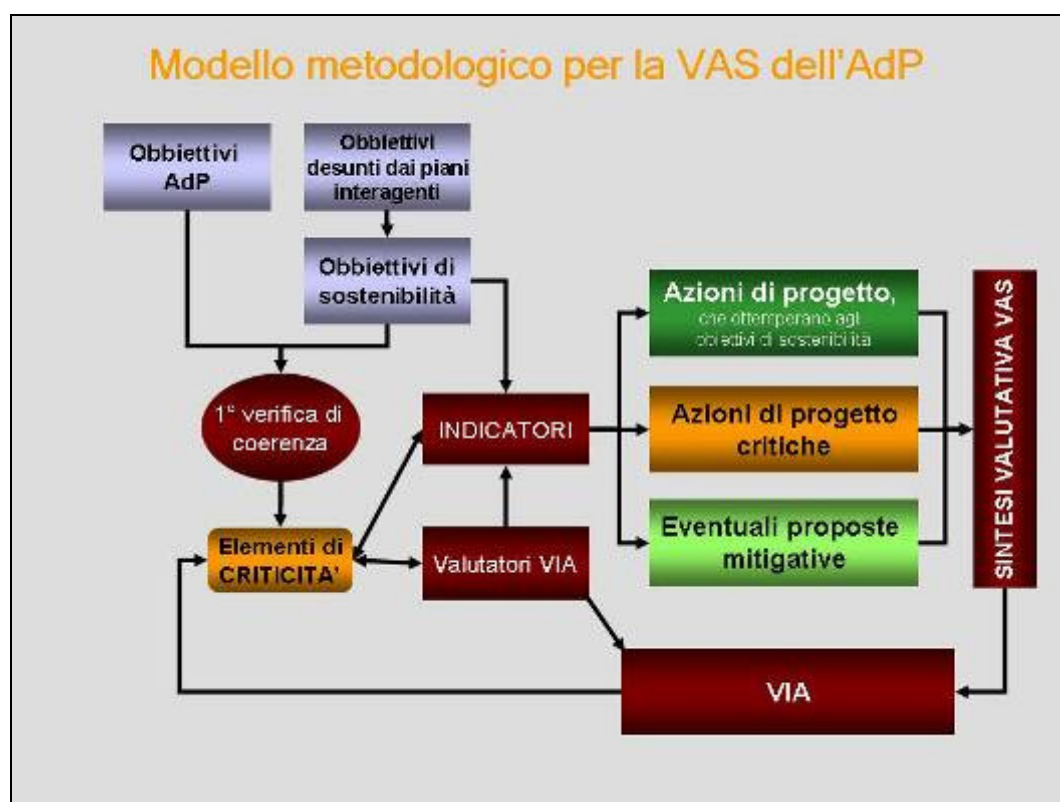 Modello metodologico per la VAS dell'AdP
Obbiettivi
AdP
Obbiettivi
desunti dai piani
interagenti
Obbiettivi di
sostenibilità
1° verifica di
coerenza
Elementi di
CRITICITA'
INDICATORI
Valutatori VIA
Azioni di progetto,
che ottemperano agli
obiettivi di sostenibilità
Azioni di progetto
critiche
Eventuali proposte
mitigative
SINTESI VALUTATIVA VAS
VIA